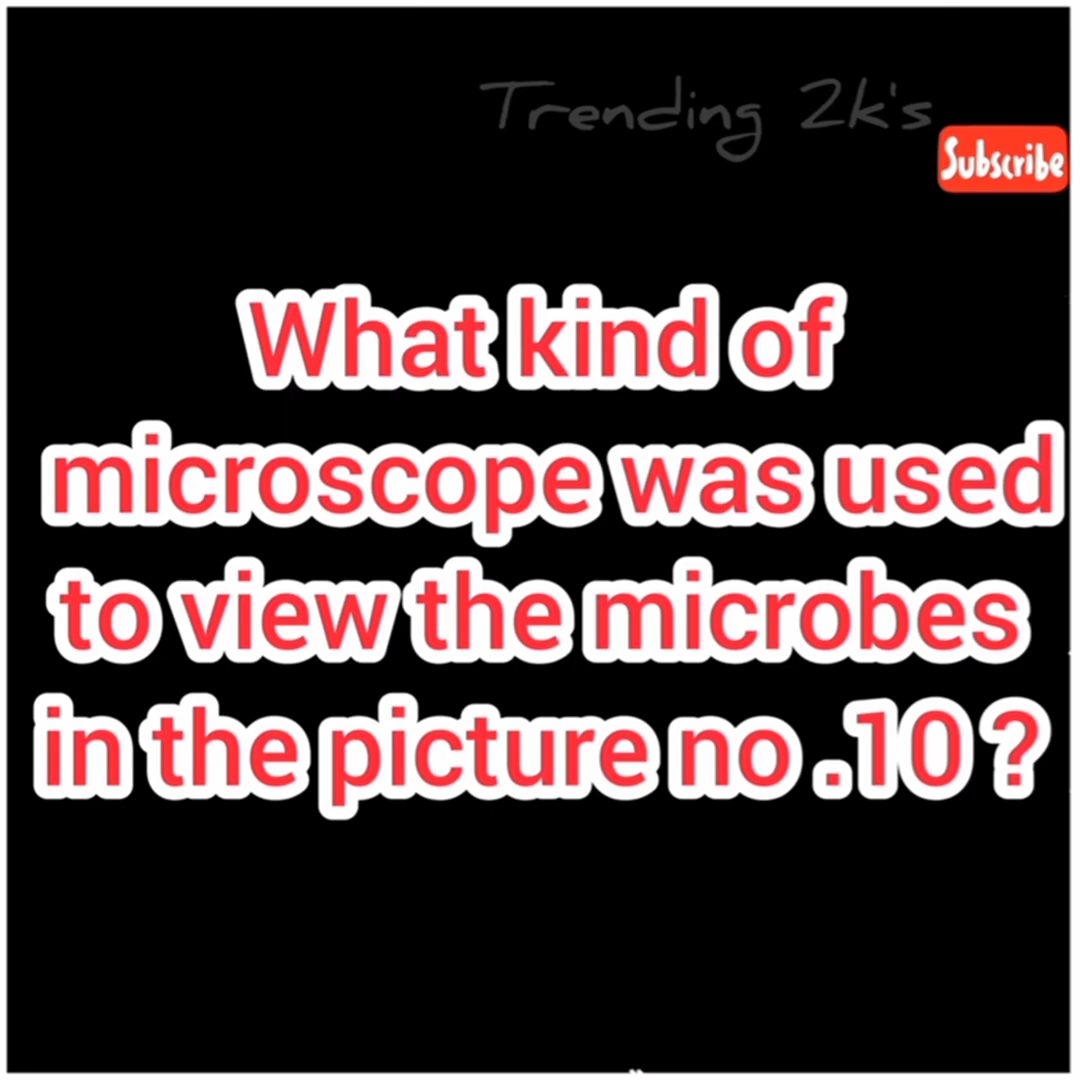 Trending 2k's
Subscribe
What kind of
microscope was used
to view the microbes
in the picture no .10 ?